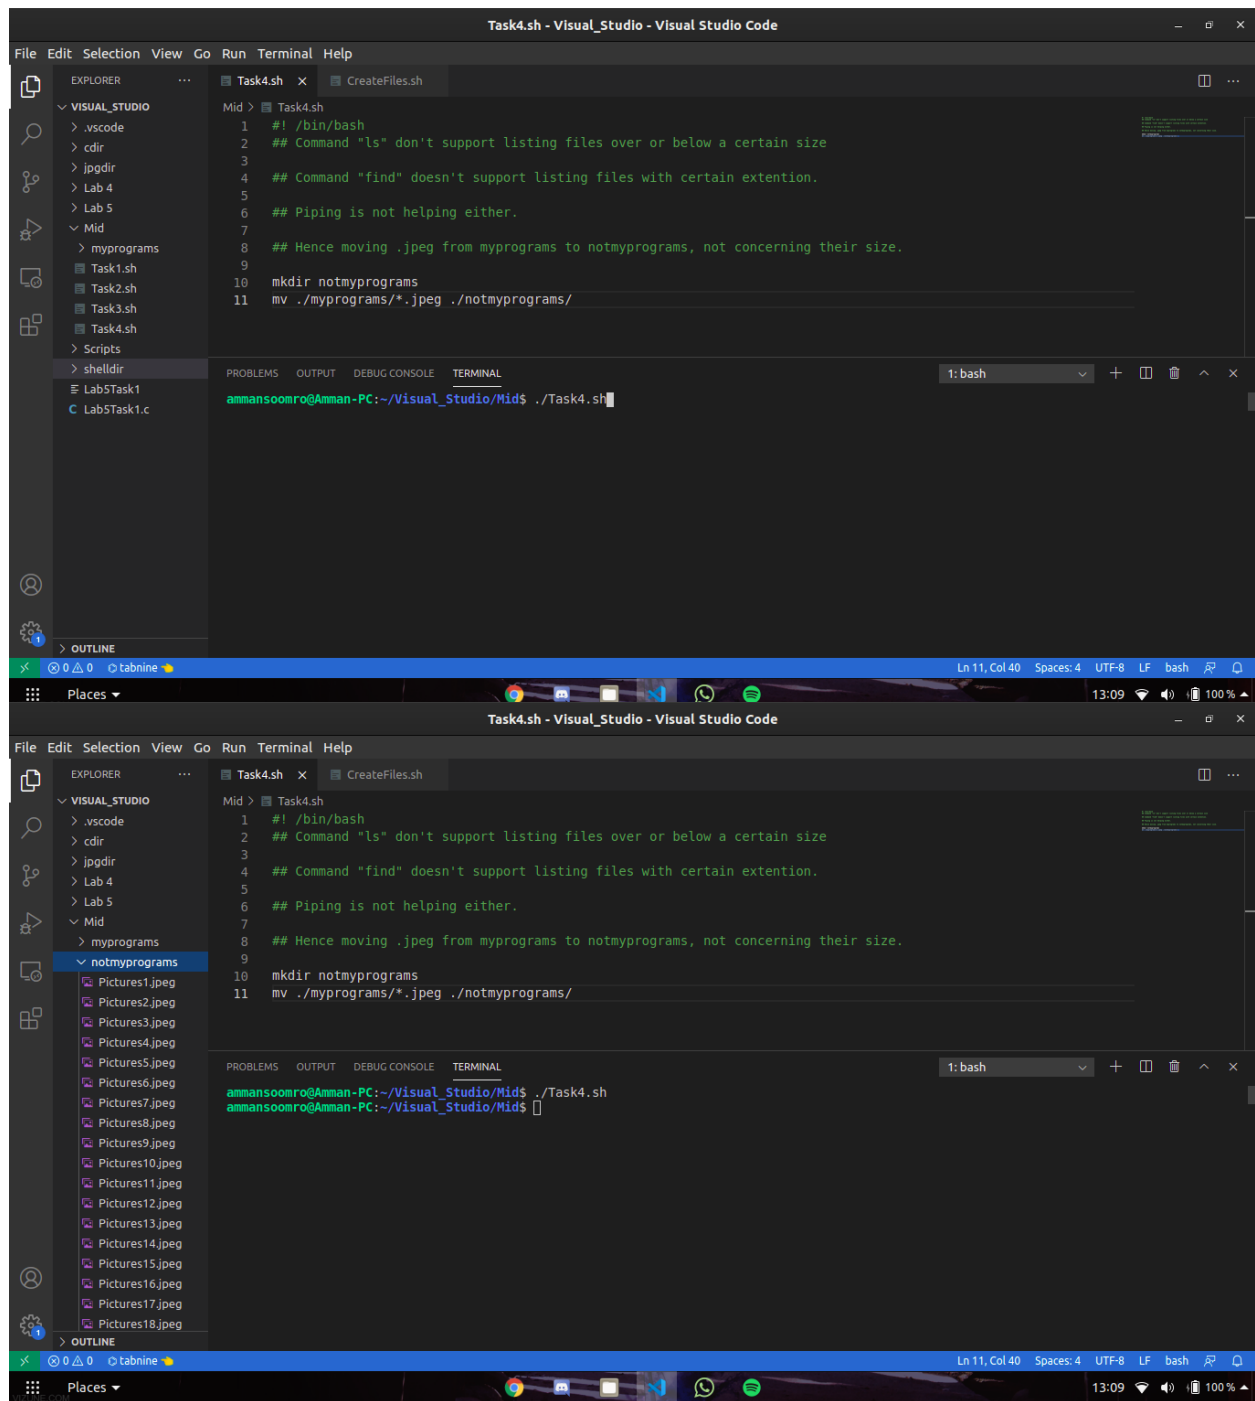 Task4.sh - Visual_Studio - Visual Studio Code
File Edit Selection View Go Run Terminal Help
EXPLORER ··· Task4.sh × CreateFiles.sh ···
VISUAL_STUDIO
.vscode
cdir
jpgdir
Lab 4
Lab 5
Mid
myprograms
Task1.sh
Task2.sh
Task3.sh
Task4.sh
Scripts
shelldir
Lab5Task1
C Lab5Task1.c
OUTLINE
Mid > Task4.sh
1 #! /bin/bash
2 ## Command "ls" don't support listing files over or below a certain size
3
4 ## Command "find" doesn't support listing files with certain extention.
5
6 ## Piping is not helping either.
7
8 ## Hence moving .jpeg from myprograms to notmyprograms, not concerning their size.
9
10 mkdir notmyprograms
11 mv ./myprograms/*.jpeg ./notmyprograms/
PROBLEMS OUTPUT DEBUG CONSOLE TERMINAL 1: bash
ammansoomro@Amman-PC:~/Visual_Studio/Mid$ ./Task4.sh
1
0 0 tabnine Ln 11, Col 40 Spaces: 4 UTF-8 LF bash
Places 13:09 100 %
Task4.sh - Visual_Studio - Visual Studio Code
File Edit Selection View Go Run Terminal Help
EXPLORER ··· Task4.sh × CreateFiles.sh ···
VISUAL_STUDIO
.vscode
cdir
jpgdir
Lab 4
Lab 5
Mid
myprograms
notmyprograms
Pictures1.jpeg
Pictures2.jpeg
Pictures3.jpeg
Pictures4.jpeg
Pictures5.jpeg
Pictures6.jpeg
Pictures7.jpeg
Pictures8.jpeg
Pictures9.jpeg
Pictures10.jpeg
Pictures11.jpeg
Pictures12.jpeg
Pictures13.jpeg
Pictures14.jpeg
Pictures15.jpeg
Pictures16.jpeg
Pictures17.jpeg
Pictures18.jpeg
OUTLINE
Mid > Task4.sh
1 #! /bin/bash
2 ## Command "ls" don't support listing files over or below a certain size
3
4 ## Command "find" doesn't support listing files with certain extention.
5
6 ## Piping is not helping either.
7
8 ## Hence moving .jpeg from myprograms to notmyprograms, not concerning their size.
9
10 mkdir notmyprograms
11 mv ./myprograms/*.jpeg ./notmyprograms/
PROBLEMS OUTPUT DEBUG CONSOLE TERMINAL 1: bash
ammansoomro@Amman-PC:~/Visual_Studio/Mid$ ./Task4.sh
ammansoomro@Amman-PC:~/Visual_Studio/Mid$
1
0 0 tabnine Ln 11, Col 40 Spaces: 4 UTF-8 LF bash
Places 13:09 100 %